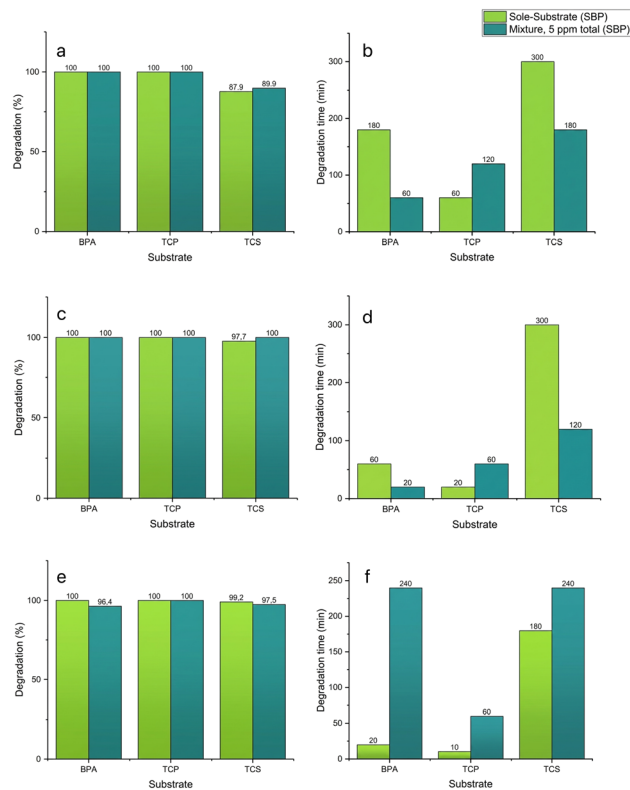 Sole-Substrate (SBP)
Mixture, 5 ppm total (SBP)
a
Degradation (%)
100
50
0
100 100 100 100 87,9 89.9
BPA TCP TCS
Substrate
b
Degradation time (min)
300
200
100
0
180 60 60 120 300 180
BPA TCP TCS
Substrate
c
Degradation (%)
100
50
0
100 100 100 100 97,7 100
BPA TCP TCS
Substrate
d
Degradation time (min)
300
200
100
0
60 20 20 60 300 120
BPA TCP TCS
Substrate
e
Degradation (%)
100
50
0
100 96,4 100 100 99,2 97,5
BPA TCP TCS
Substrate
f
Degradation time (min)
250
200
150
100
50
0
20 240 10 60 180 240
BPA TCP TCS
Substrate